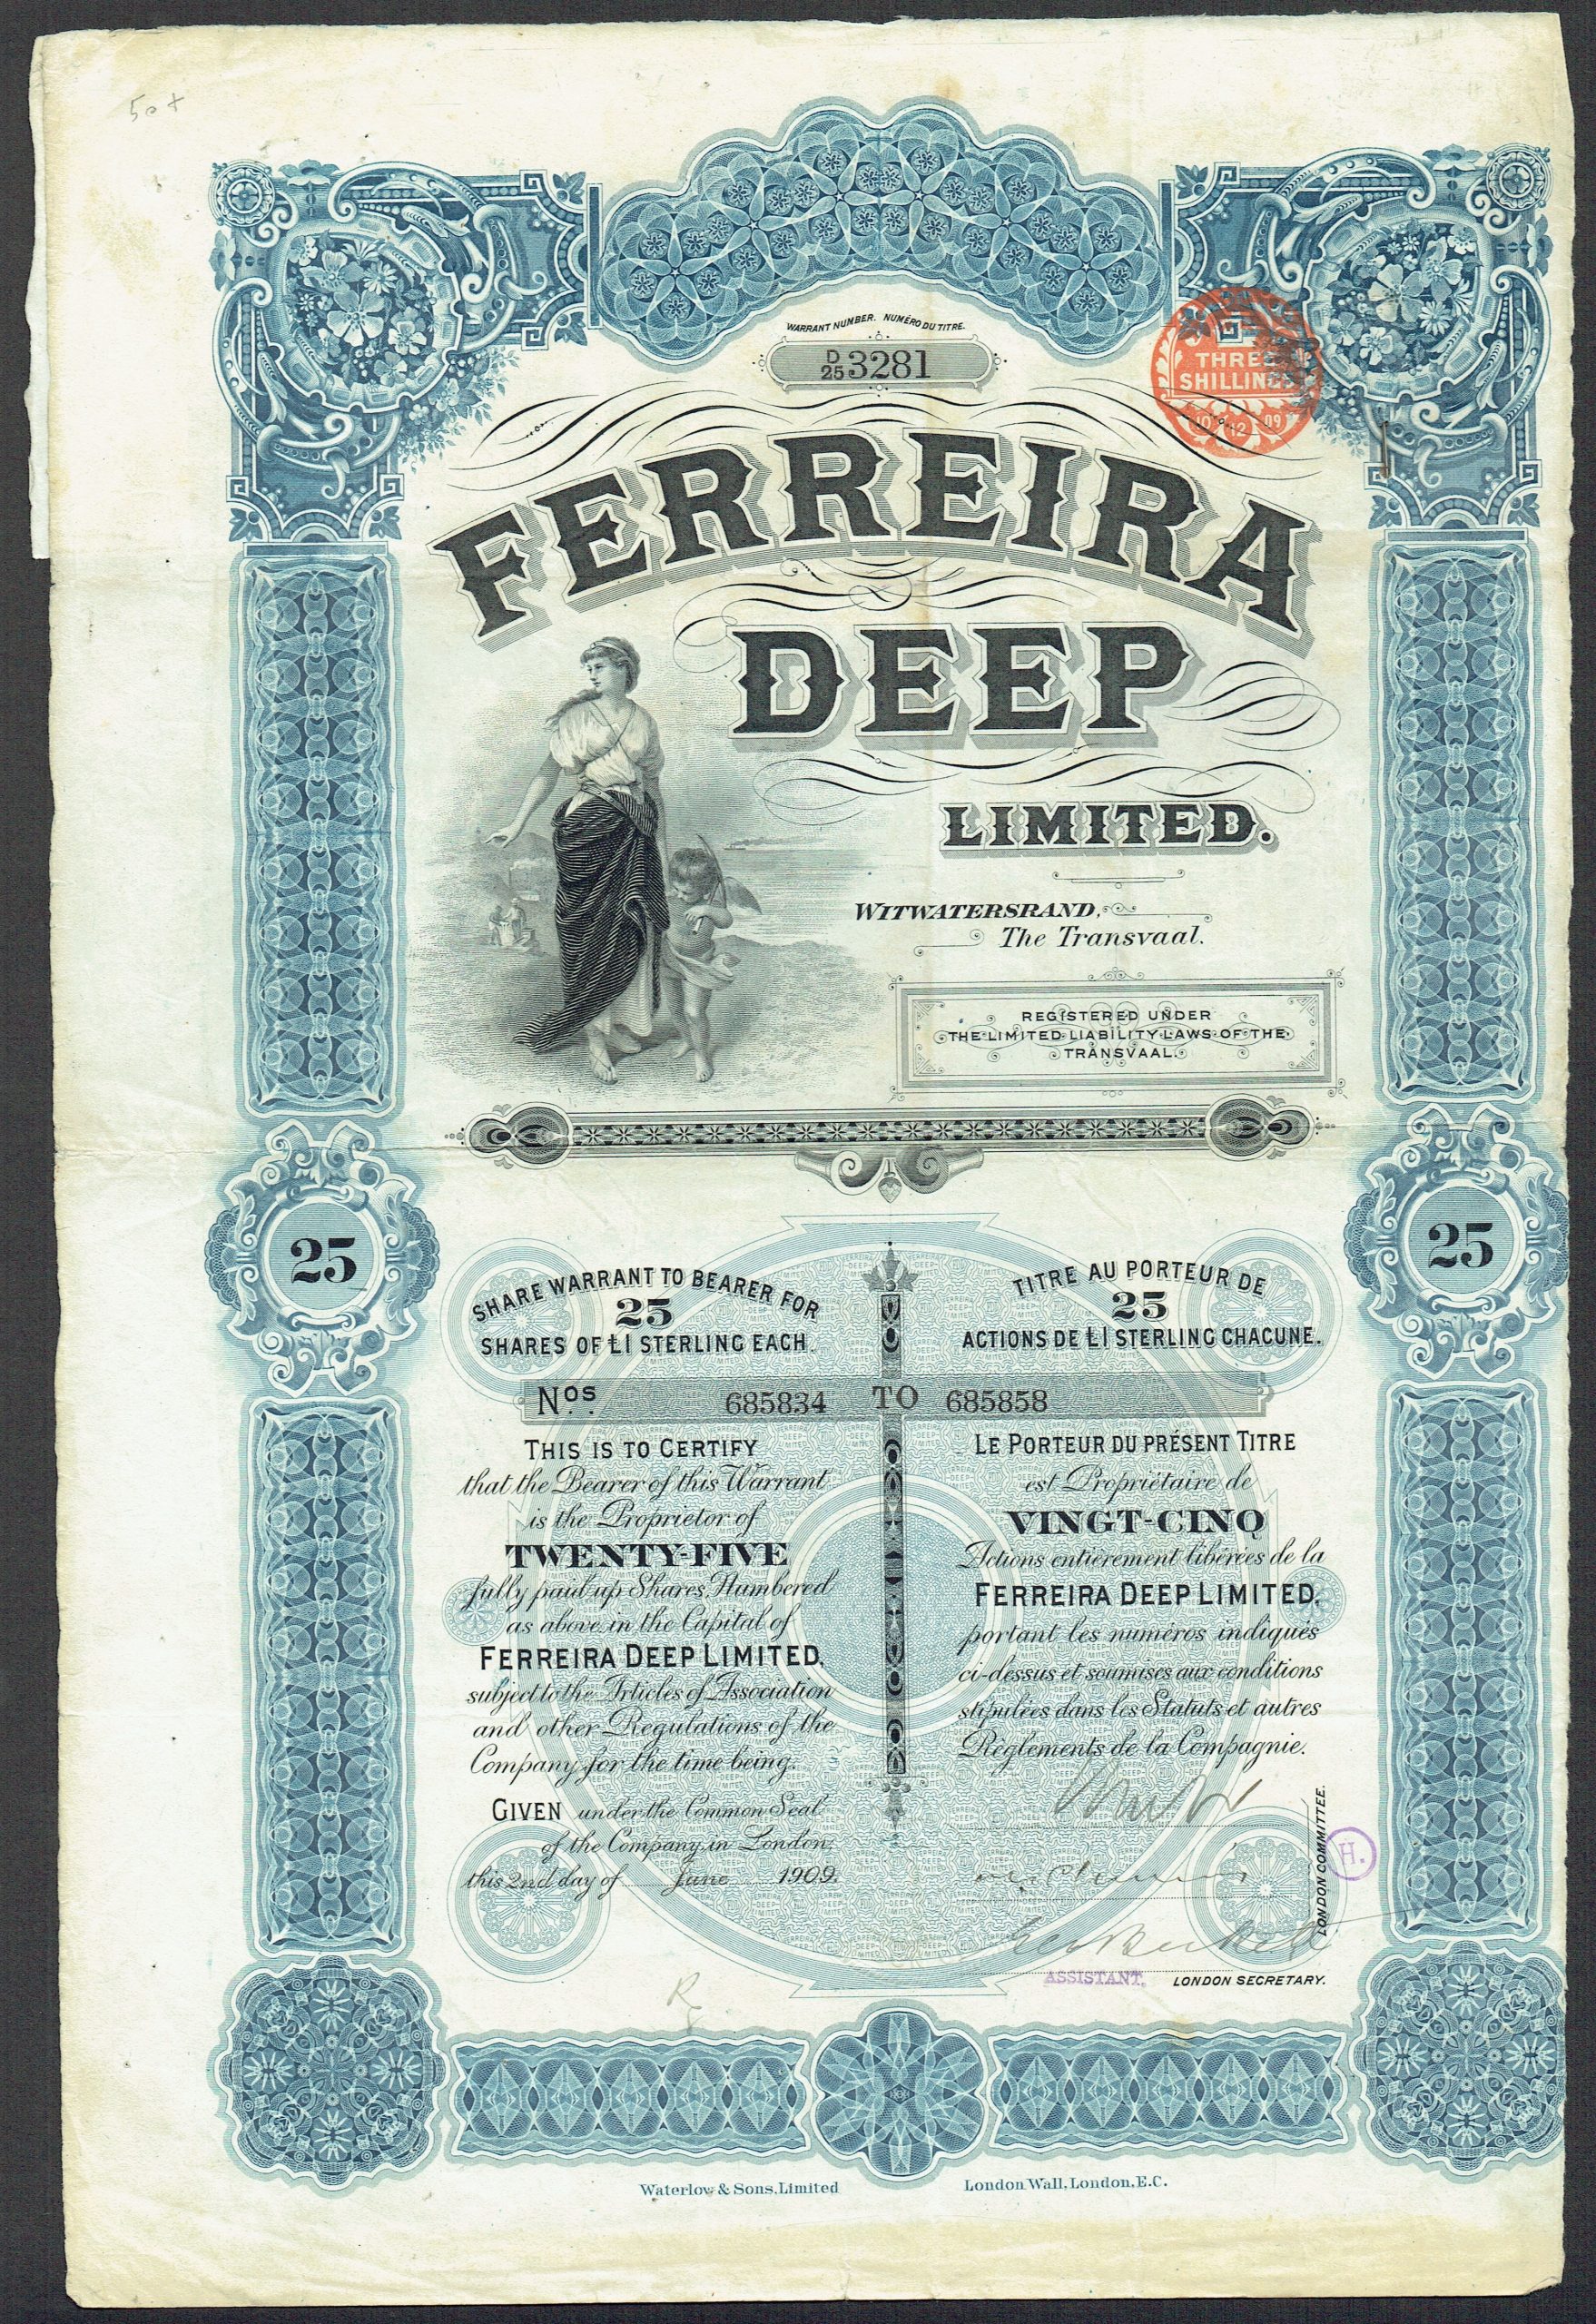 50+
WARRANT NUMBER. NUMÉRO DU TITRE.
D/25 3281
THREE
SHILLINGS
10 12 09
FERREIRA
DEEP
LIMITED.
WITWATERSRAND,
The Transvaal.
REGISTERED UNDER
THE LIMITED LIABILITY LAWS OF THE
TRANSVAAL.
25
25
SHARE WARRANT TO BEARER FOR
25
SHARES OF £1 STERLING EACH.
TITRE AU PORTEUR DE
25
ACTIONS DE £1 STERLING CHACUNE.
Nos. 685834 TO 685858
THIS IS TO CERTIFY
that the Bearer of this Warrant
is the Proprietor of
TWENTY-FIVE
fully paid up Shares, Numbered
as above in the Capital of
FERREIRA DEEP LIMITED,
subject to the Articles of Association
and other Regulations of the
Company for the time being.
GIVEN under the Common Seal
of the Company in London,
this 2nd day of June 1909.
LE PORTEUR DU PRÉSENT TITRE
est Propriétaire de
VINGT-CINQ
Actions entièrement libérées de la
FERREIRA DEEP LIMITED,
portant les numéros indiqués
ci-dessus et soumises aux conditions
stipulées dans les Statuts et autres
Règlements de la Compagnie.
LONDON COMMITTEE.
H.
ASSISTANT. LONDON SECRETARY.
Waterlow & Sons, Limited London Wall, London, E.C.